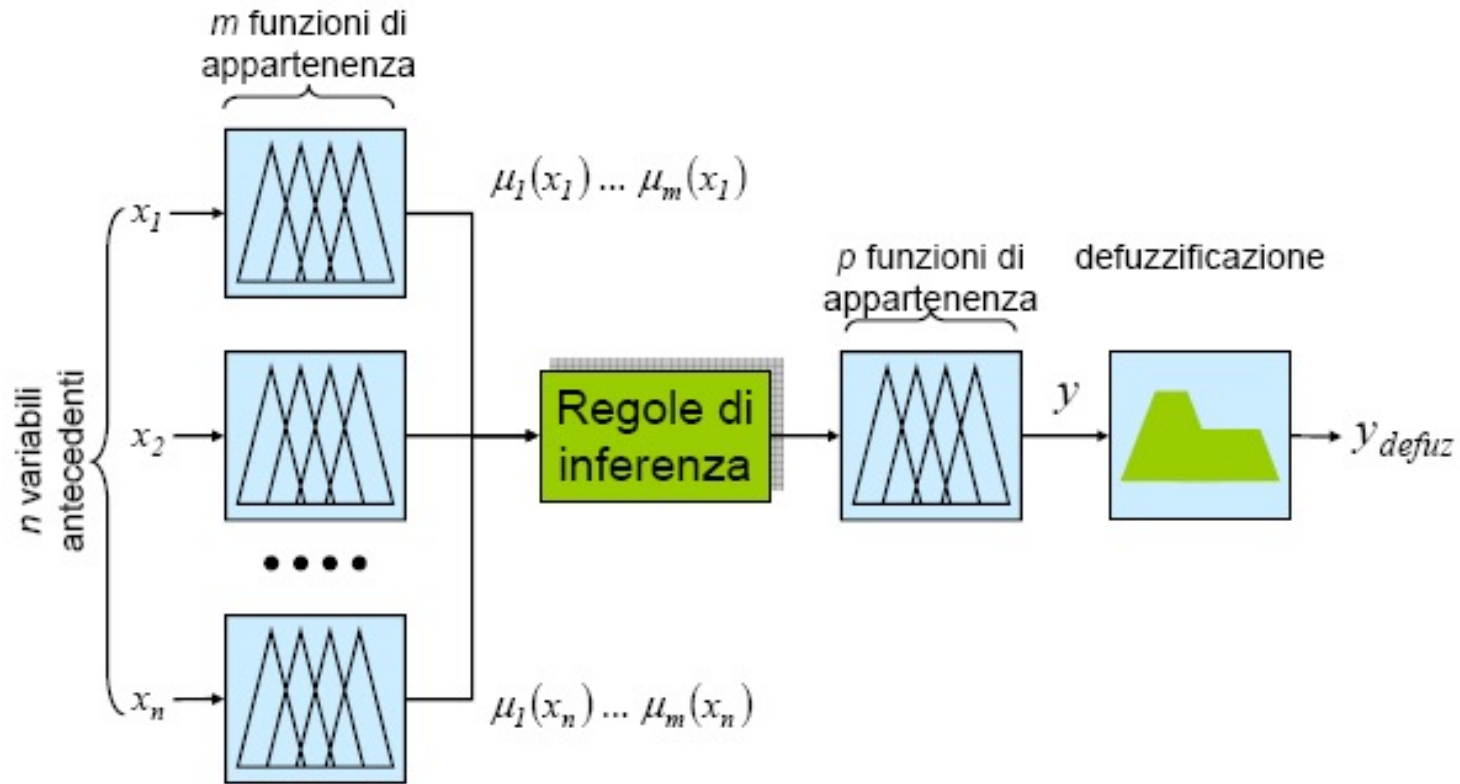 m funzioni di
appartenenza
μ1(x1) ... μm(x1)
x1
p funzioni di
appartenenza
defuzzificazione
n variabili
antecedenti
x2
Regole di
inferenza
y
ydefuz
xn
μ1(xn) ... μm(xn)